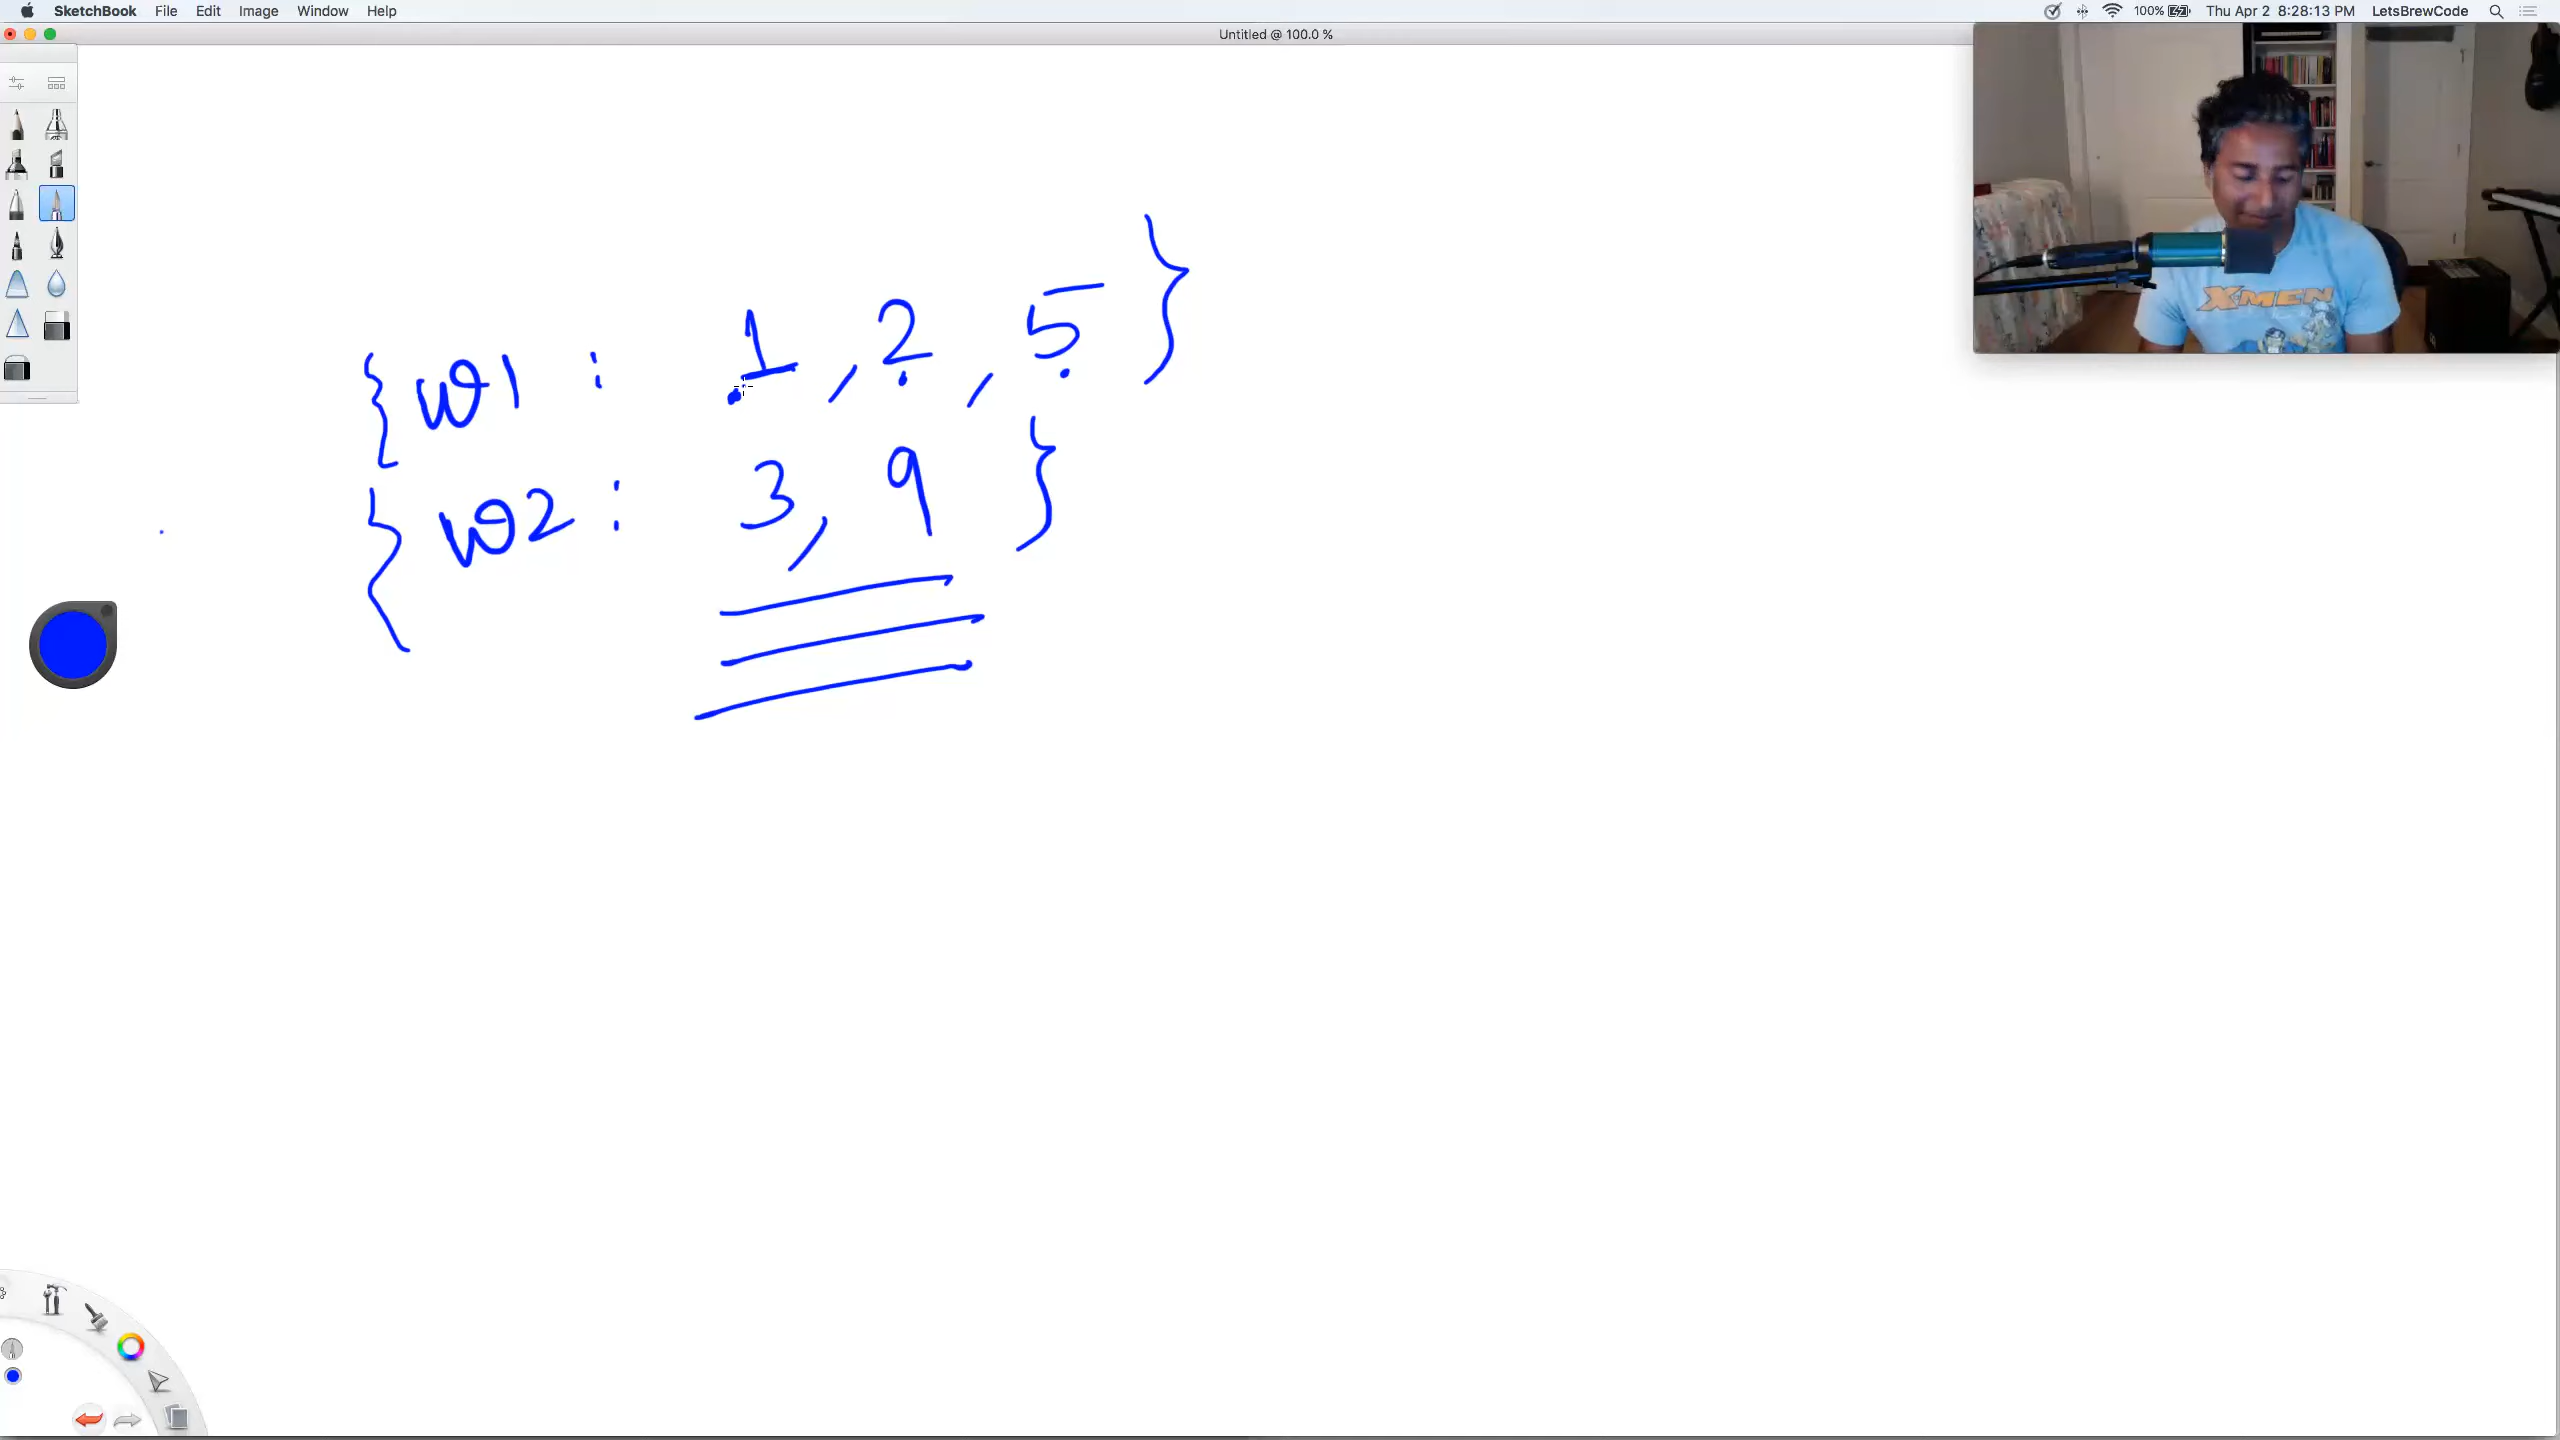 SketchBook File Edit Image Window Help 100% Thu Apr 2 8:28:13 PM LetsBrewCode
Untitled @ 100.0 %
X-MEN
{w1 : 1, 2, 5}
{w2 : 3, 9}